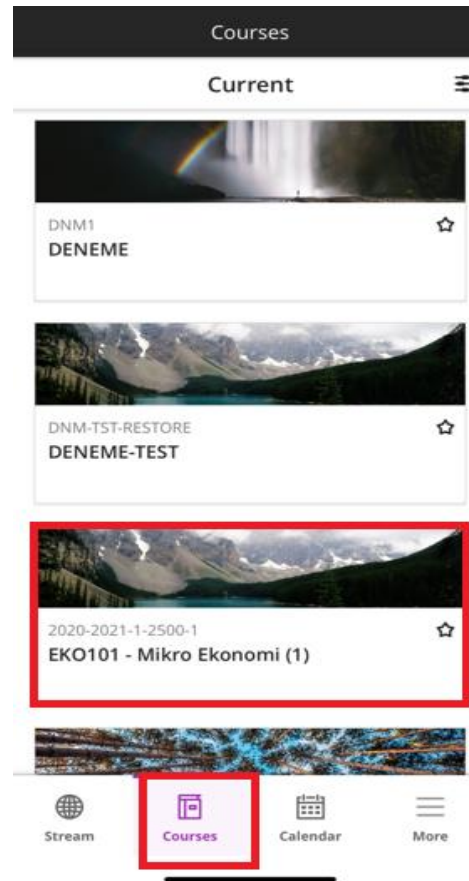 Courses
Current
DNM1
DENEME
DNM-TST-RESTORE
DENEME-TEST
2020-2021-1-2500-1
EKO101 - Mikro Ekonomi (1)
Stream Courses Calendar More